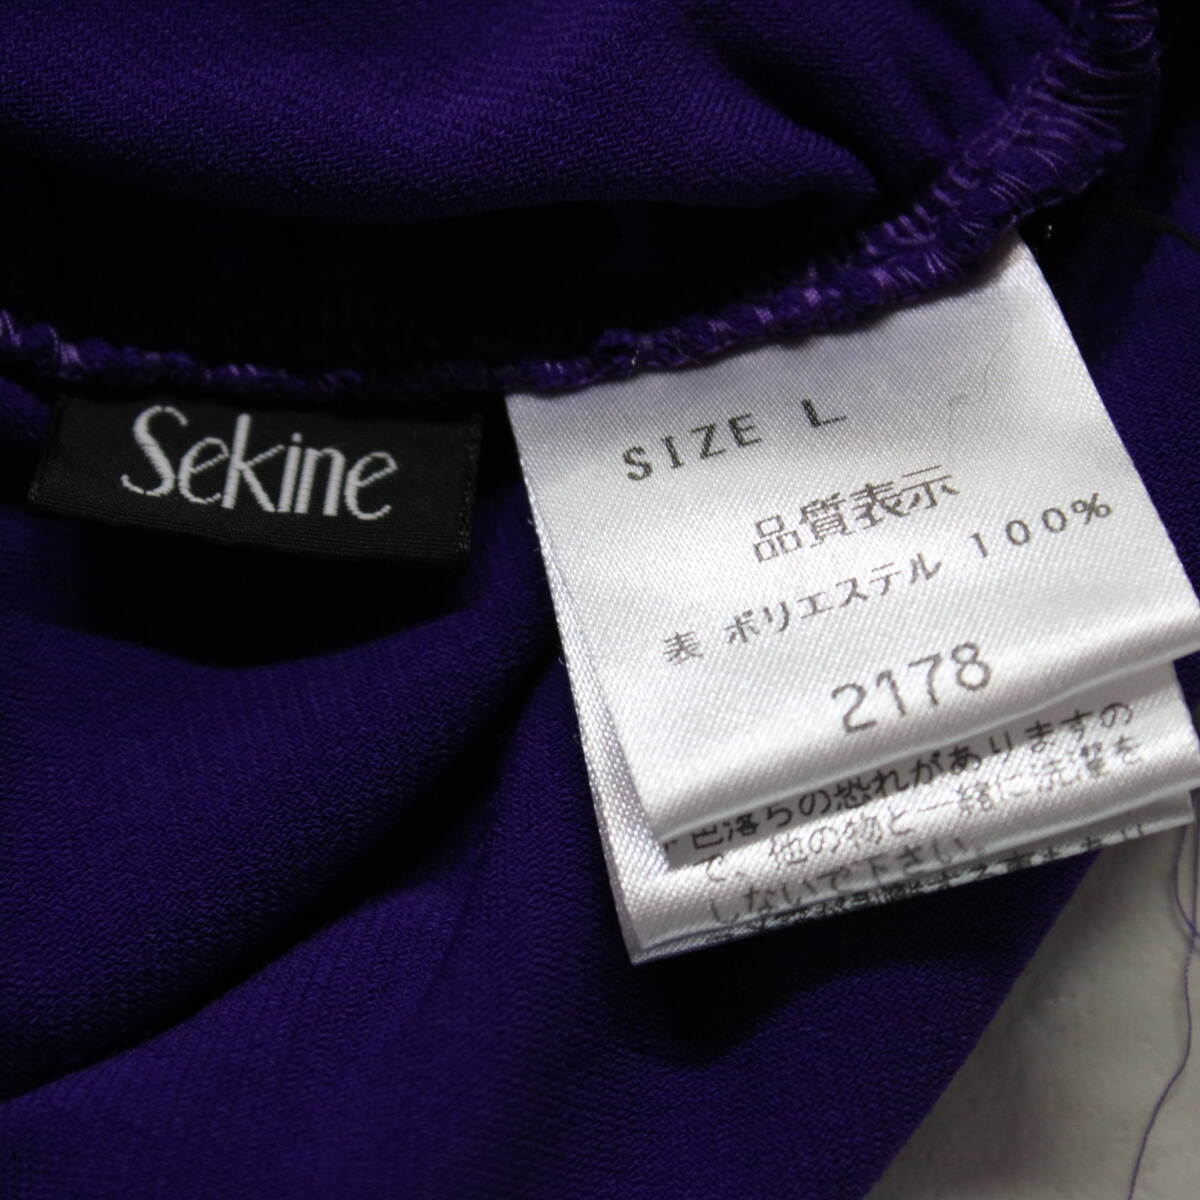 Sekine
SIZE L
品質表示
表 ポリエステル 100%
2178
色落ちの恐れがありますの
で、他の物と一緒に洗濯を
しないで下さい。